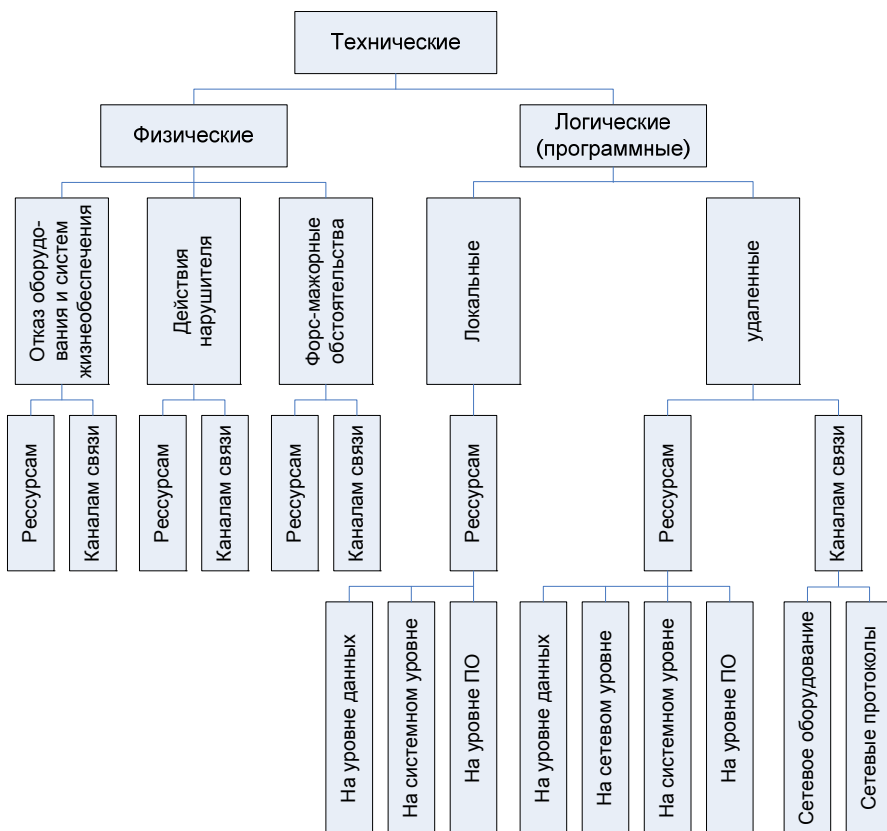 Технические
Физические
Логические
(программные)
Отказ оборудо-
вания и систем
жизнеобеспечения
Действия
нарушителя
Форс-мажорные
обстоятельства
Локальные
удаленные
Рессурсам
Каналам связи
Рессурсам
Каналам связи
Рессурсам
Каналам связи
Рессурсам
Рессурсам
Каналам связи
На уровне данных
На системном уровне
На уровне ПО
На уровне данных
На сетевом уровне
На системном уровне
На уровне ПО
Сетевое оборудование
Сетевые протоколы